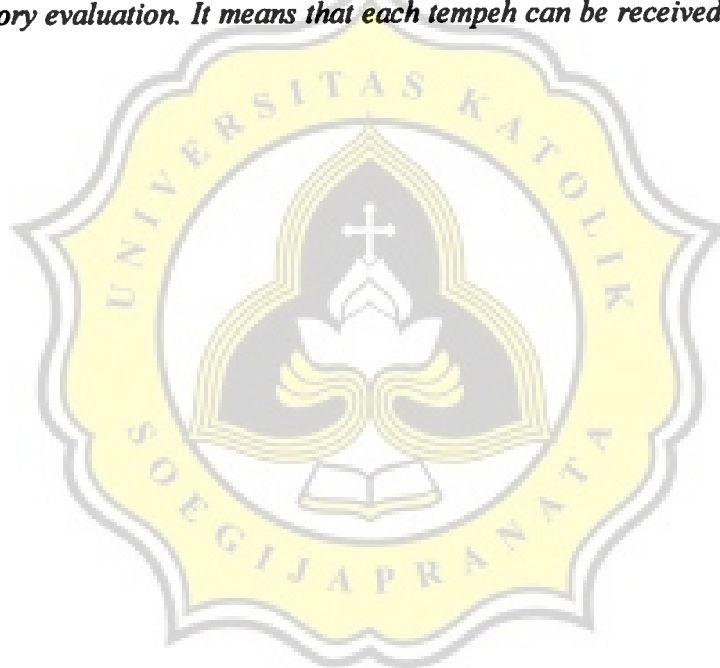 ory evaluation. It means that each tempeh can be received
UNIVERSITAS KATOLIK
SOEGIJAPRANATA